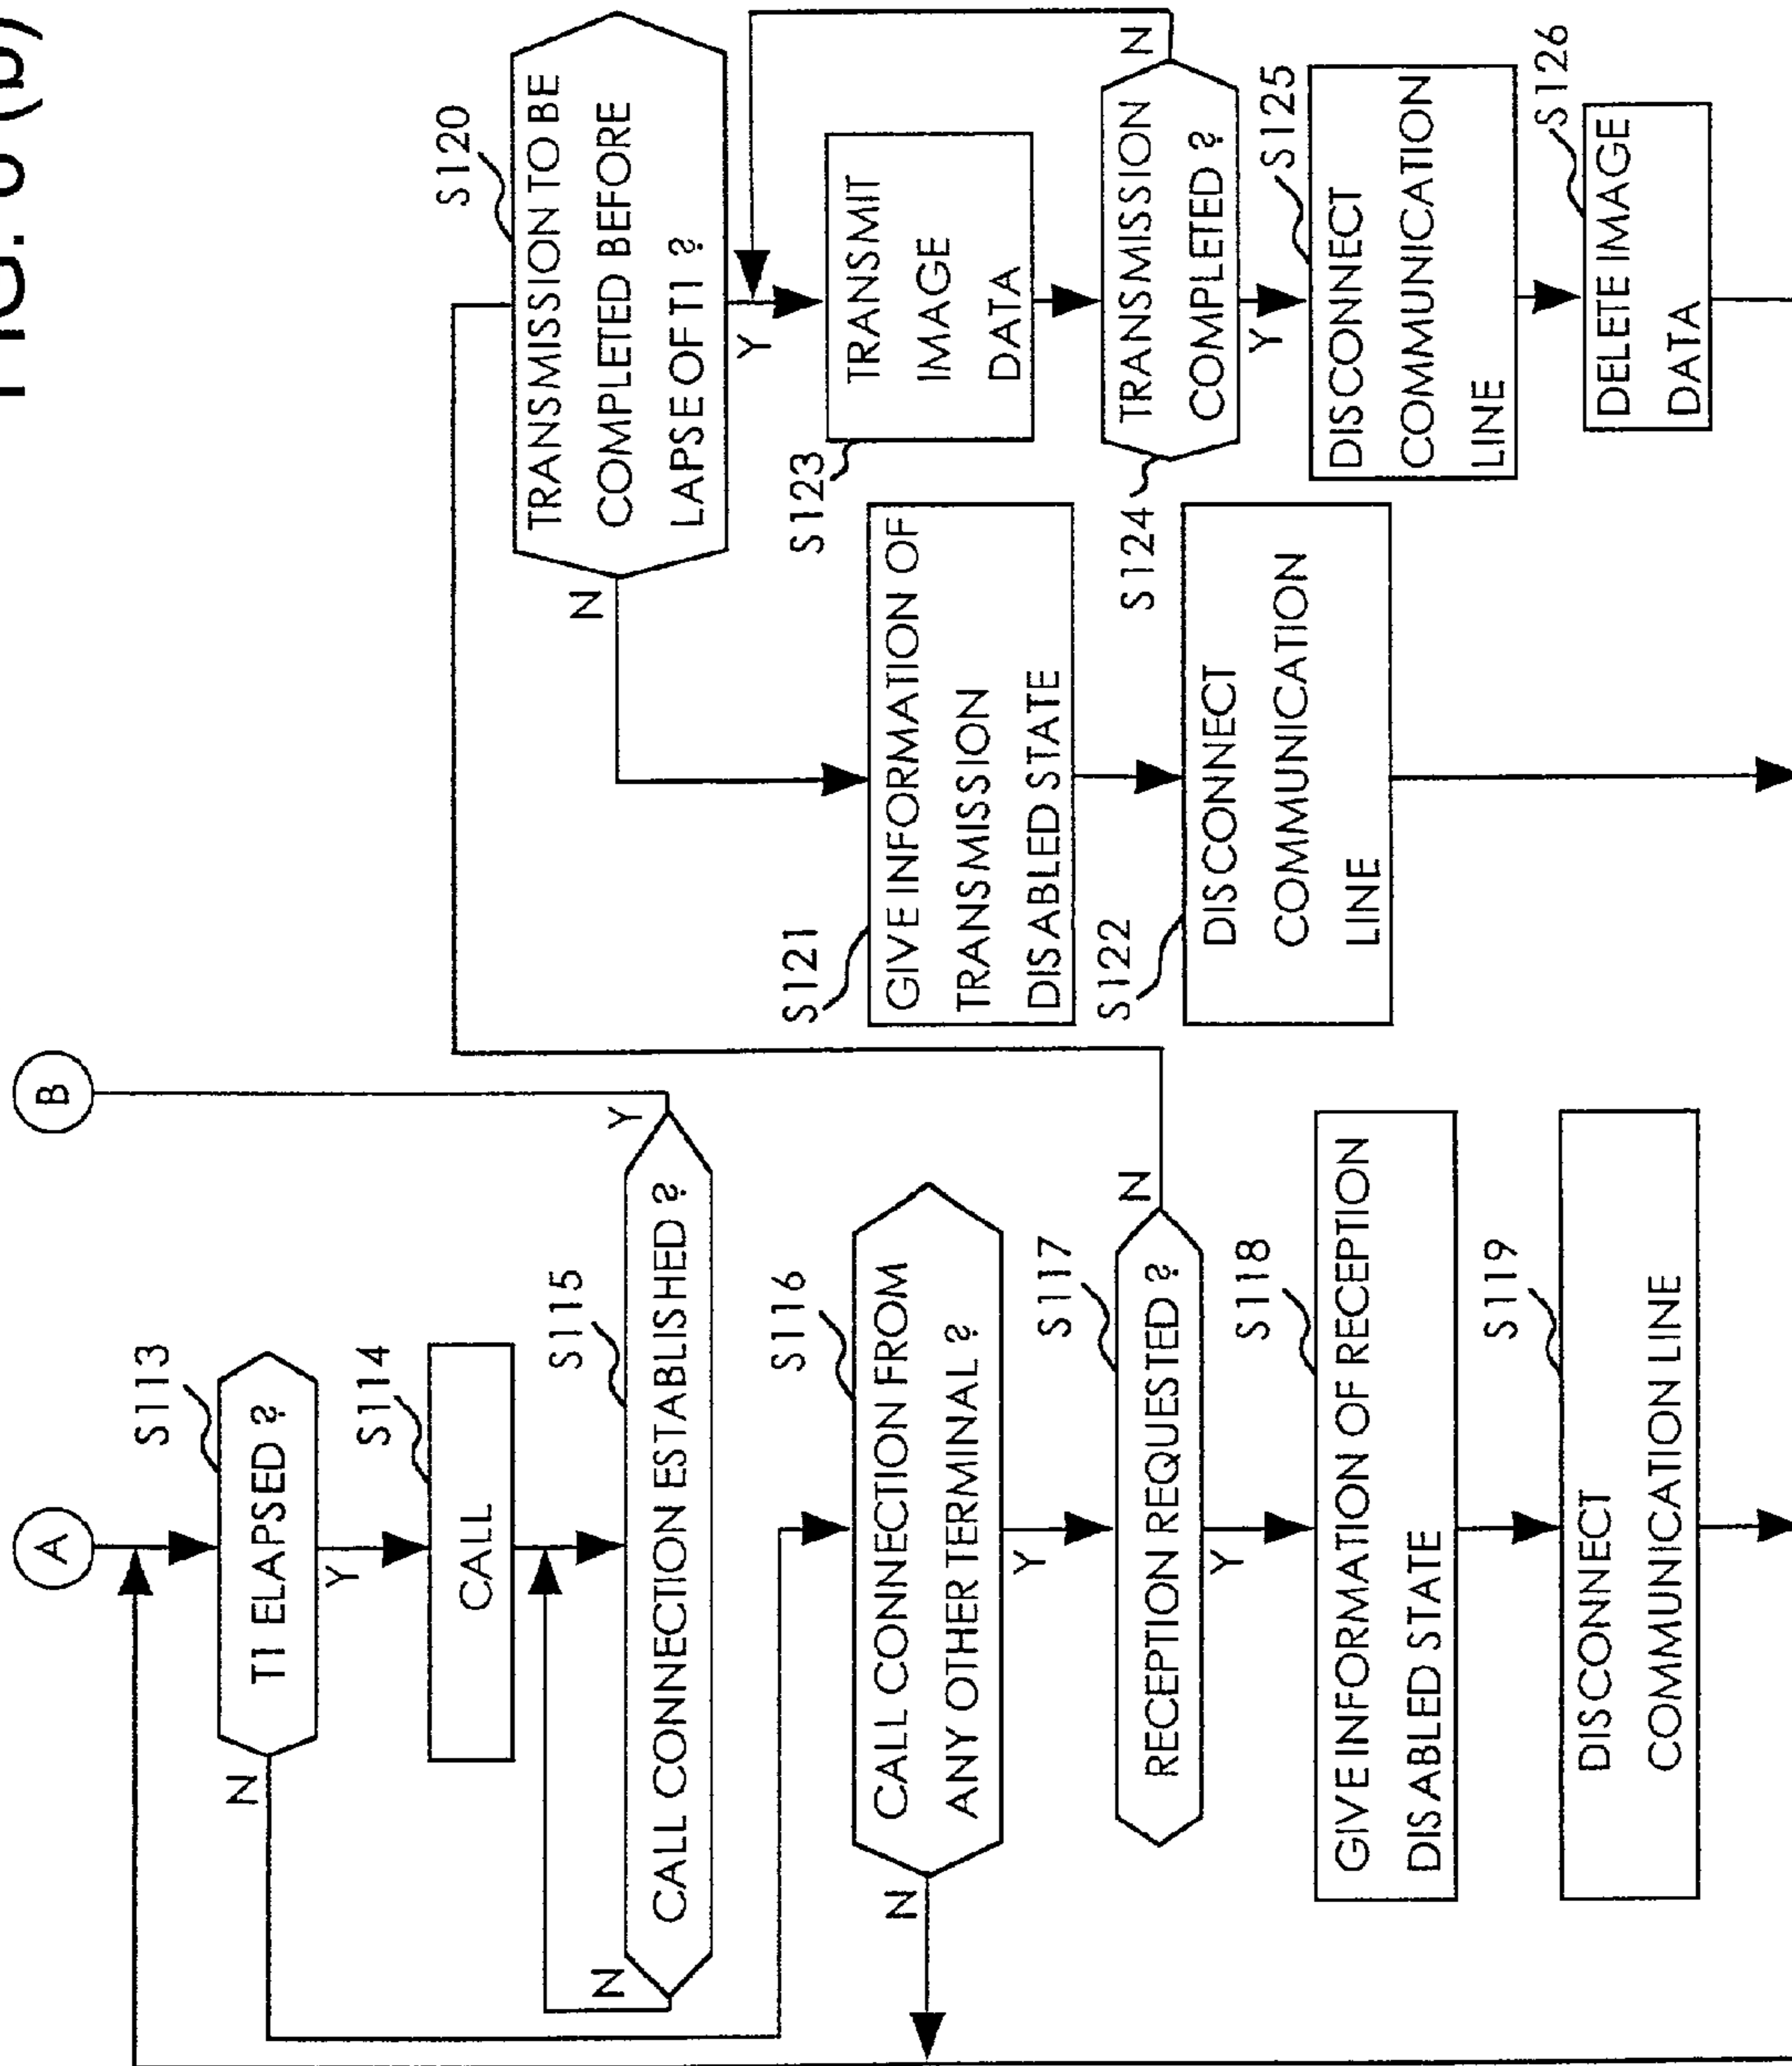 (b)
A
B
S113
T1 ELAPSED ?
N
Y
S114
CALL
S115
CALL CONNECTION ESTABLISHED ?
N
Y
S116
CALL CONNECTION FROM
ANY OTHER TERMINAL ?
N
Y
S117
RECEPTION REQUESTED ?
N
Y
S118
GIVE INFORMATION OF RECEPTION
DISABLED STATE
S119
DISCONNECT
COMMUNICATION LINE
S120
TRANSMISSION TO BE
COMPLETED BEFORE
LAPSE OF T1 ?
N
Y
S121
GIVE INFORMATION OF
TRANSMISSION
DISABLED STATE
S122
DISCONNECT
COMMUNICATION
LINE
S123
TRANSMIT
IMAGE
DATA
S124
TRANSMISSION
COMPLETED ?
N
Y
S125
DISCONNECT
COMMUNICATION
LINE
S126
DELETE IMAGE
DATA